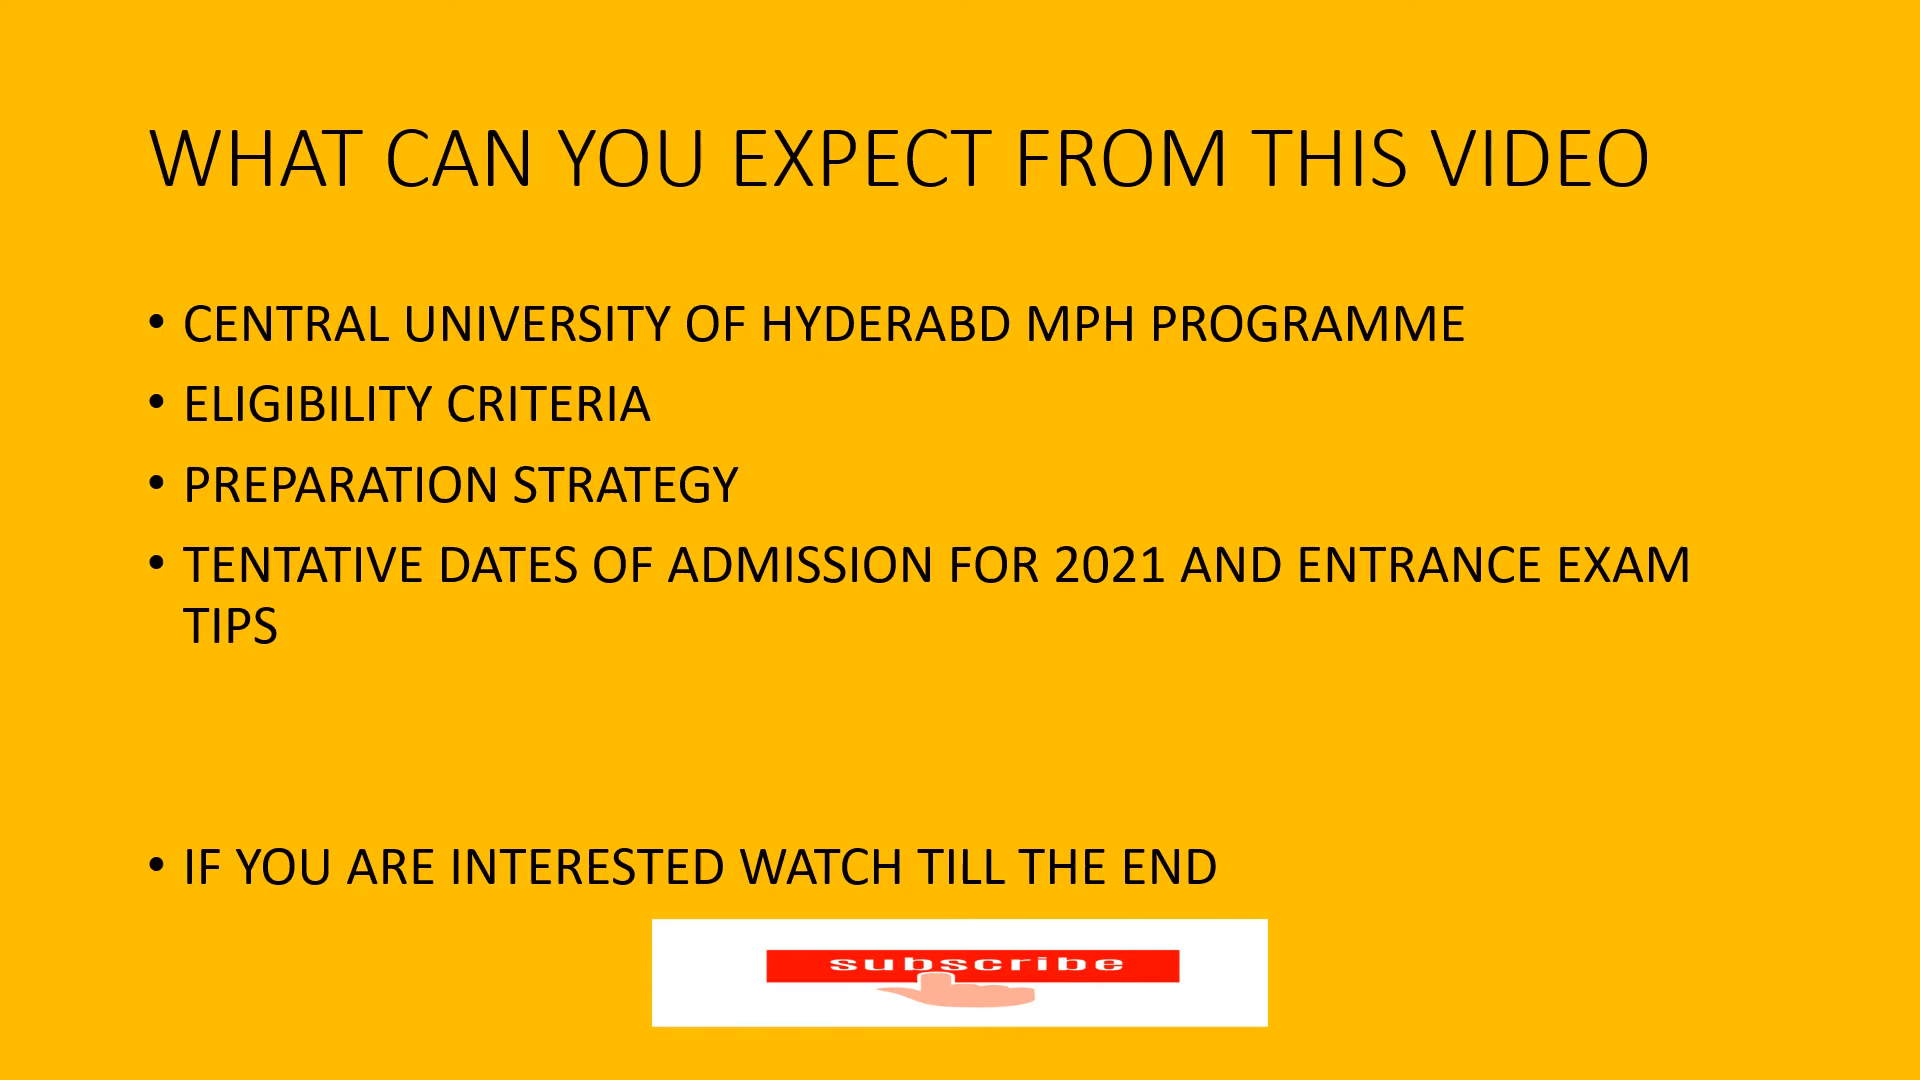 WHAT CAN YOU EXPECT FROM THIS VIDEO
• CENTRAL UNIVERSITY OF HYDERABD MPH PROGRAMME
• ELIGIBILITY CRITERIA
• PREPARATION STRATEGY
• TENTATIVE DATES OF ADMISSION FOR 2021 AND ENTRANCE EXAM
TIPS
• IF YOU ARE INTERESTED WATCH TILL THE END
subscribe